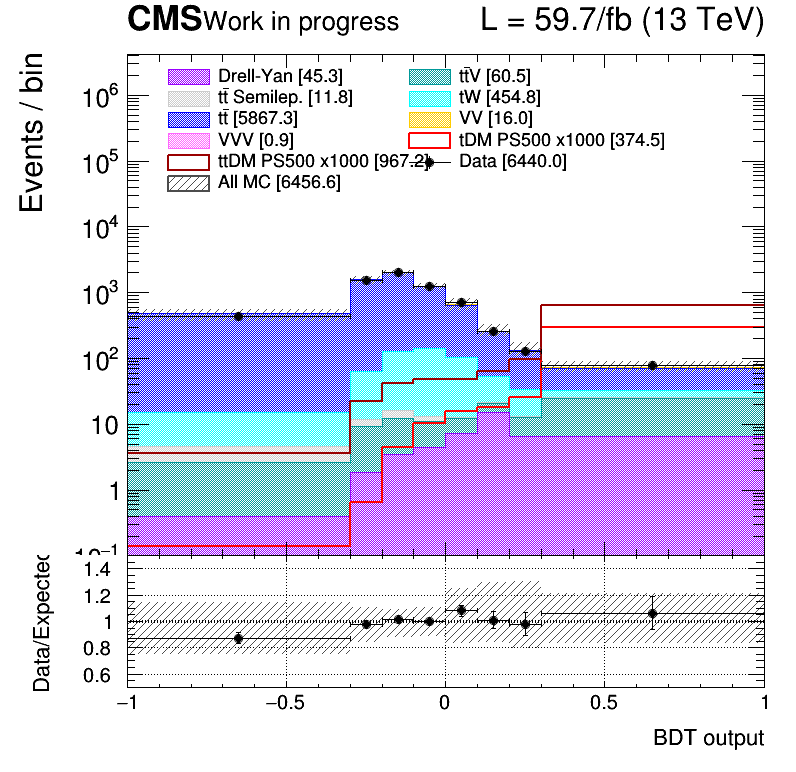 CMS Work in progress L = 59.7/fb (13 TeV)
Events / bin
Drell-Yan [45.3] tt̄V [60.5]
tt̄ Semilep. [11.8] tW [454.8]
tt̄ [5867.3] VV [16.0]
VVV [0.9] tDM PS500 x1000 [374.5]
ttDM PS500 x1000 [967.2] Data [6440.0]
All MC [6456.6]
10⁶
10⁵
10⁴
10³
10²
10
1
10⁻¹
Data/Expected
1.4
1.2
1
0.8
0.6
−1 −0.5 0 0.5 1
BDT output